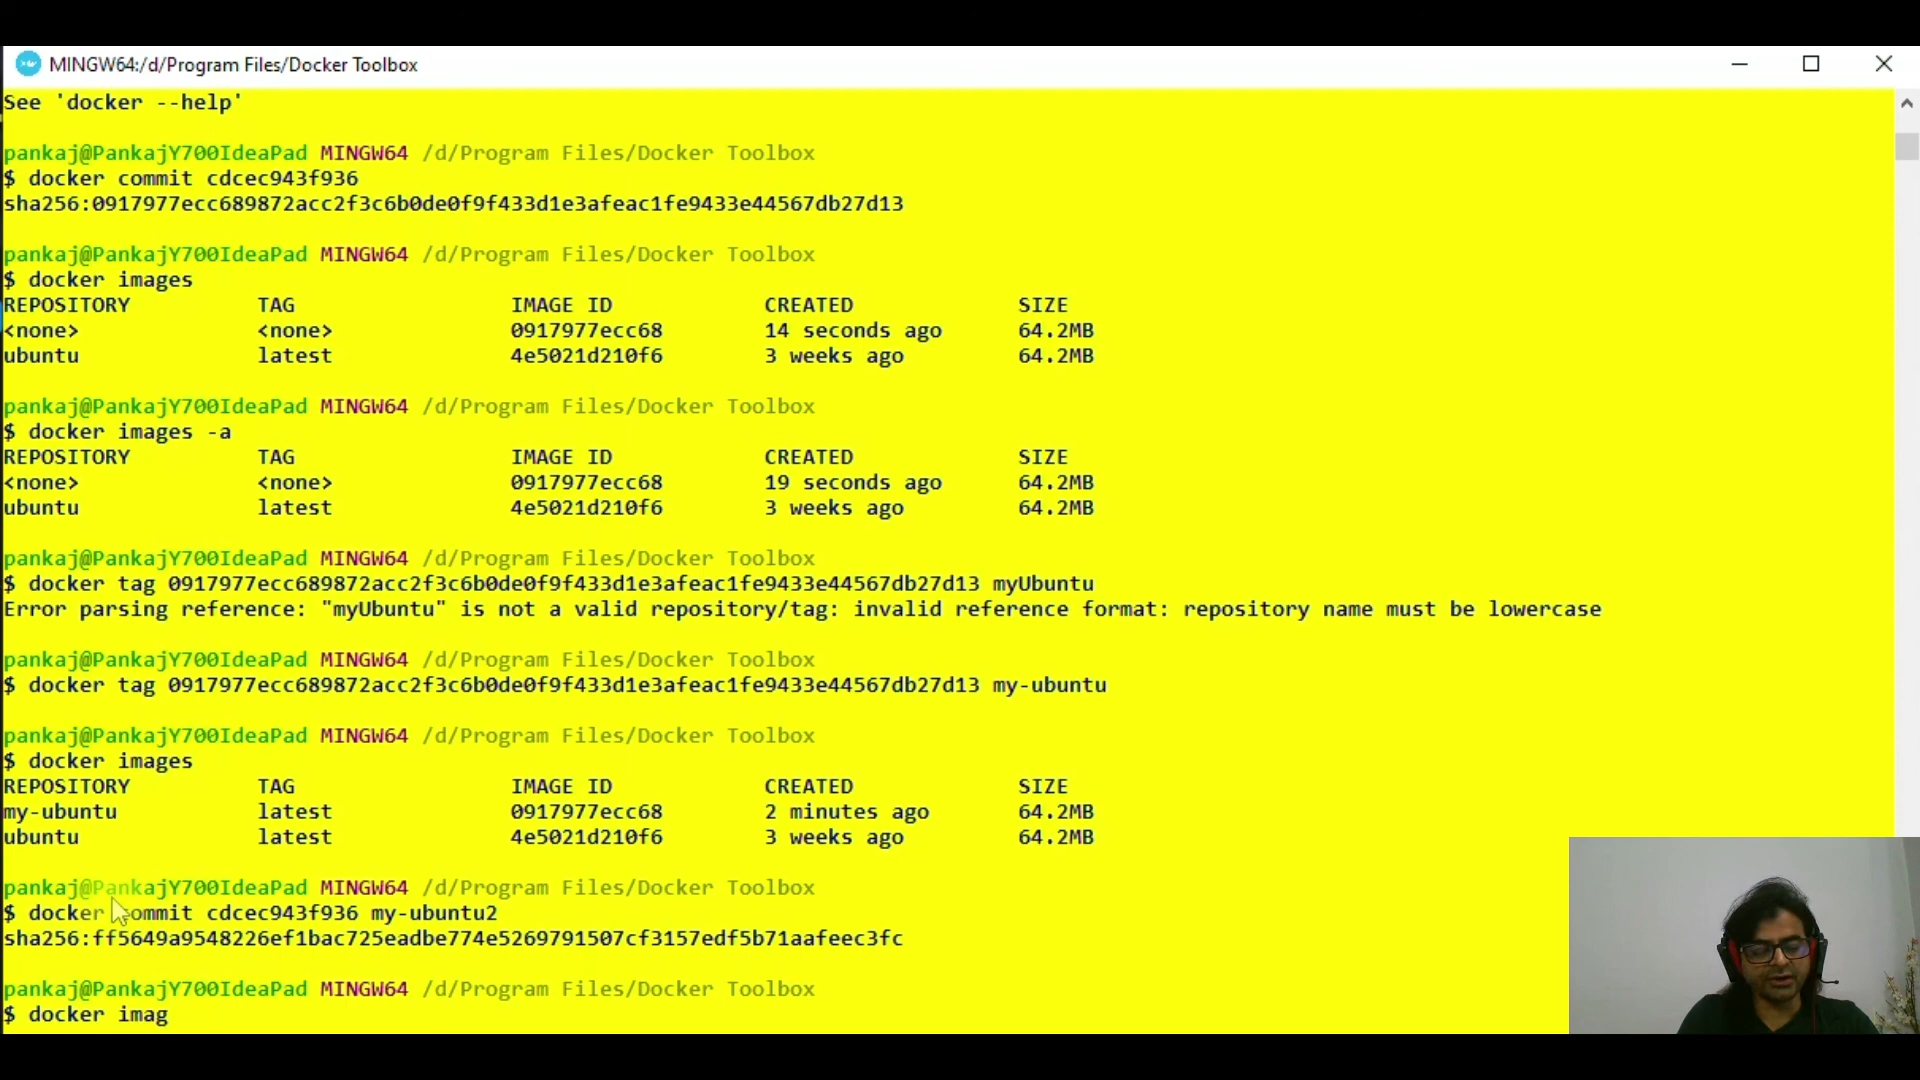 MINGW64:/d/Program Files/Docker Toolbox
See 'docker --help'
pankaj@PankajY700IdeaPad MINGW64 /d/Program Files/Docker Toolbox
$ docker commit cdcec943f936
sha256:0917977ecc689872acc2f3c6b0de0f9f433d1e3afeac1fe9433e44567db27d13
pankaj@PankajY700IdeaPad MINGW64 /d/Program Files/Docker Toolbox
$ docker images
REPOSITORY TAG IMAGE ID CREATED SIZE
<none> <none> 0917977ecc68 14 seconds ago 64.2MB
ubuntu latest 4e5021d210f6 3 weeks ago 64.2MB
pankaj@PankajY700IdeaPad MINGW64 /d/Program Files/Docker Toolbox
$ docker images -a
REPOSITORY TAG IMAGE ID CREATED SIZE
<none> <none> 0917977ecc68 19 seconds ago 64.2MB
ubuntu latest 4e5021d210f6 3 weeks ago 64.2MB
pankaj@PankajY700IdeaPad MINGW64 /d/Program Files/Docker Toolbox
$ docker tag 0917977ecc689872acc2f3c6b0de0f9f433d1e3afeac1fe9433e44567db27d13 myUbuntu
Error parsing reference: "myUbuntu" is not a valid repository/tag: invalid reference format: repository name must be lowercase
pankaj@PankajY700IdeaPad MINGW64 /d/Program Files/Docker Toolbox
$ docker tag 0917977ecc689872acc2f3c6b0de0f9f433d1e3afeac1fe9433e44567db27d13 my-ubuntu
pankaj@PankajY700IdeaPad MINGW64 /d/Program Files/Docker Toolbox
$ docker images
REPOSITORY TAG IMAGE ID CREATED SIZE
my-ubuntu latest 0917977ecc68 2 minutes ago 64.2MB
ubuntu latest 4e5021d210f6 3 weeks ago 64.2MB
pankaj@PankajY700IdeaPad MINGW64 /d/Program Files/Docker Toolbox
$ docker commit cdcec943f936 my-ubuntu2
sha256:ff5649a9548226ef1bac725eadbe774e5269791507cf3157edf5b71aafeec3fc
pankaj@PankajY700IdeaPad MINGW64 /d/Program Files/Docker Toolbox
$ docker imag